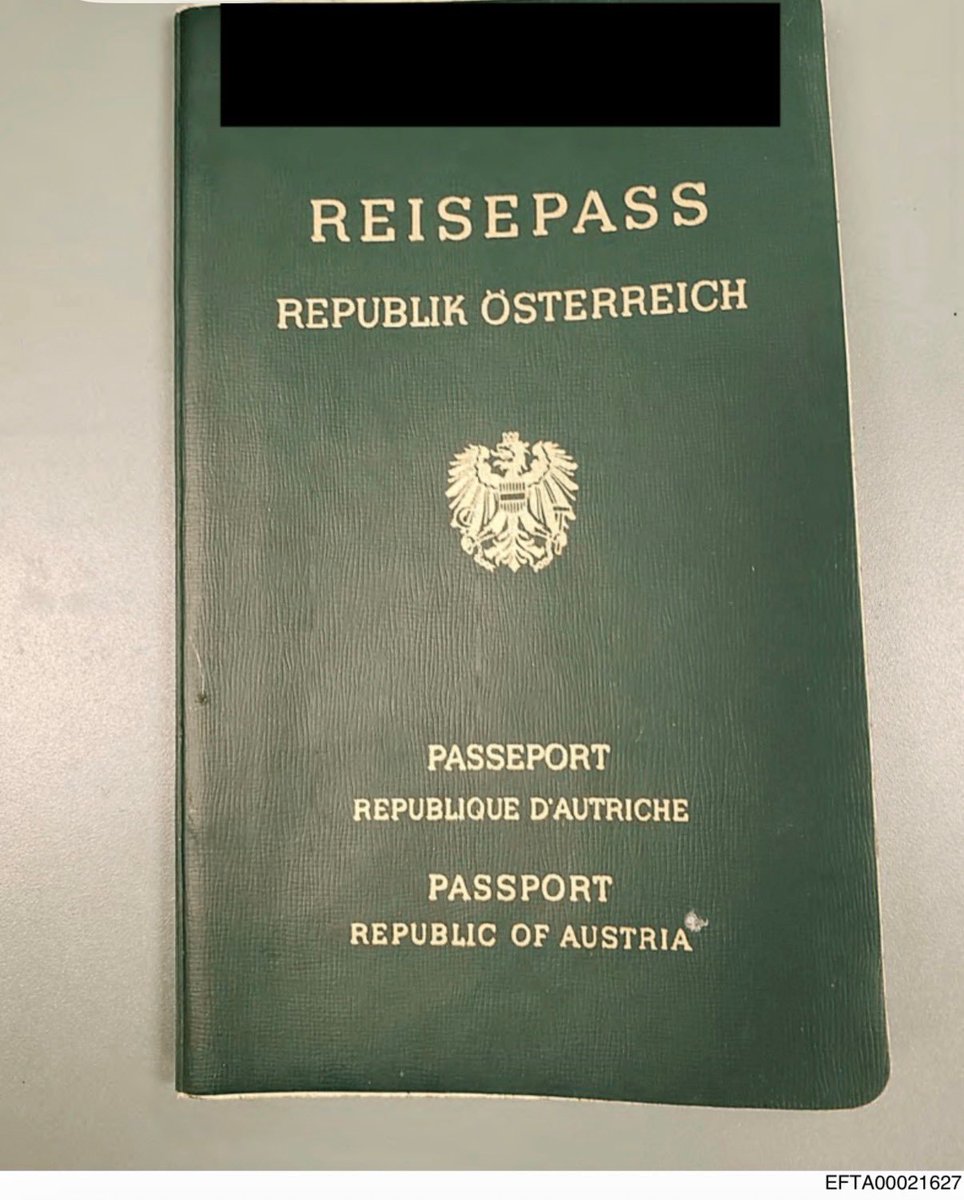 REISEPASS
REPUBLIK ÖSTERREICH
PASSEPORT
REPUBLIQUE D'AUTRICHE
PASSPORT
REPUBLIC OF AUSTRIA
EFTA00021627